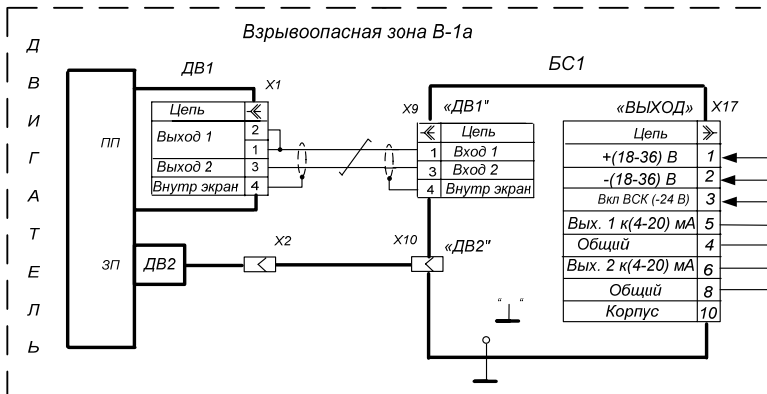 Взрывоопасная зона В-1а
Д
В
И
Г
А
Т
Е
Л
Ь
ПП
ЗП
ДВ1
X1
Цепь
Выход 1
2
1
Выход 2
3
Внутр экран
4
ДВ2
X2
X10
«ДВ2"
БС1
X9
«ДВ1"
Цепь
1
Вход 1
3
Вход 2
4
Внутр экран
«ВЫХОД»
X17
Цепь
+(18-36) В
1
-(18-36) В
2
Вкл ВСК (-24 В)
3
Вых. 1 к(4-20) мА
5
Общий
4
Вых. 2 к(4-20) мА
6
Общий
8
Корпус
10
" "